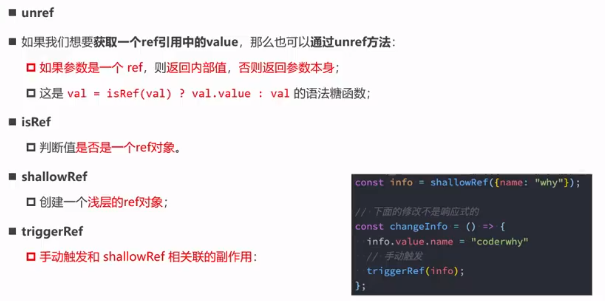 unref
如果我们想要获取一个ref引用中的value，那么也可以通过unref方法：
如果参数是一个 ref，则返回内部值，否则返回参数本身；
这是 val = isRef(val) ? val.value : val 的语法糖函数；
isRef
判断值是否是一个ref对象。
shallowRef
创建一个浅层的ref对象；
triggerRef
手动触发和 shallowRef 相关联的副作用：
const info = shallowRef({name: "why"});
// 下面的修改不是响应式的
const changeInfo = () => {
info.value.name = "coderwhy"
// 手动触发
triggerRef(info);
};